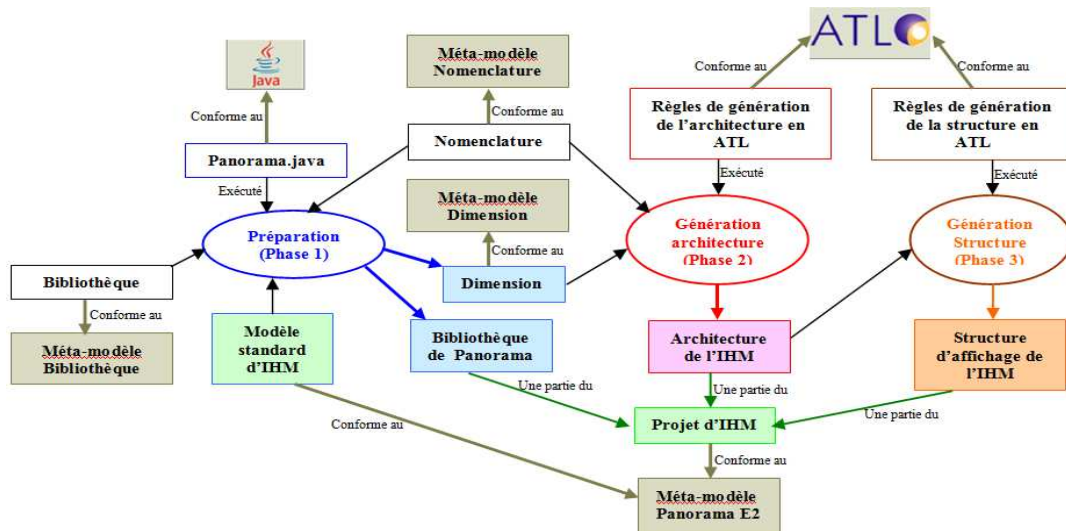 ATL
Méta-modèle
Nomenclature
Java
Conforme au
Conforme au
Conforme au
Conforme au
Règles de génération
de l'architecture en
ATL
Règles de génération
de la structure en
ATL
Panorama.java
Nomenclature
Exécuté
Exécuté
Exécuté
Méta-modèle
Dimension
Préparation
(Phase 1)
Génération
architecture
(Phase 2)
Génération
Structure
(Phase 3)
Conforme au
Bibliothèque
Dimension
Conforme au
Méta-modèle
Bibliothèque
Modèle
standard
d'IHM
Bibliothèque
de Panorama
Architecture
de l'IHM
Structure
d'affichage de
l'IHM
Une partie du
Une partie du
Une partie du
Conforme au
Projet d'IHM
Conforme au
Méta-modèle
Panorama E2